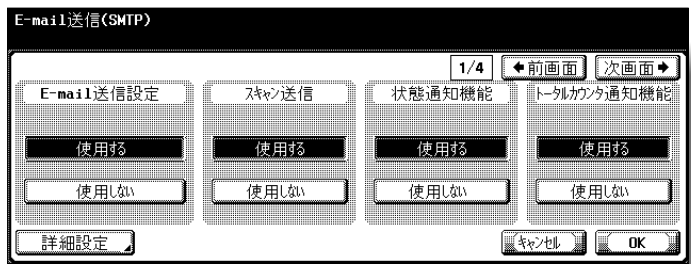 E-mail送信(SMTP)
1/4 ←前画面 次画面→
E-mail送信設定 スキャン送信 状態通知機能 トータルカウンタ通知機能
使用する 使用する 使用する 使用する
使用しない 使用しない 使用しない 使用しない
詳細設定 キャンセル OK